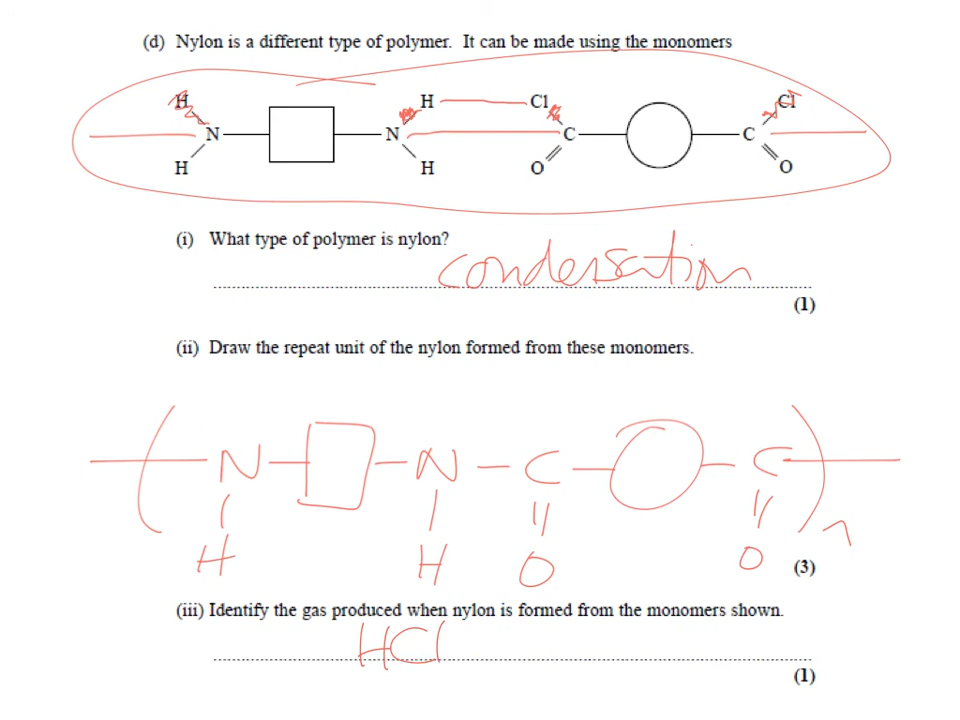 (d) Nylon is a different type of polymer. It can be made using the monomers
H H Cl Cl
N N C C
H H O O
(i) What type of polymer is nylon?
condensation
(1)
(ii) Draw the repeat unit of the nylon formed from these monomers.
N N C C
n
H H O O
(3)
(iii) Identify the gas produced when nylon is formed from the monomers shown.
HCl
(1)